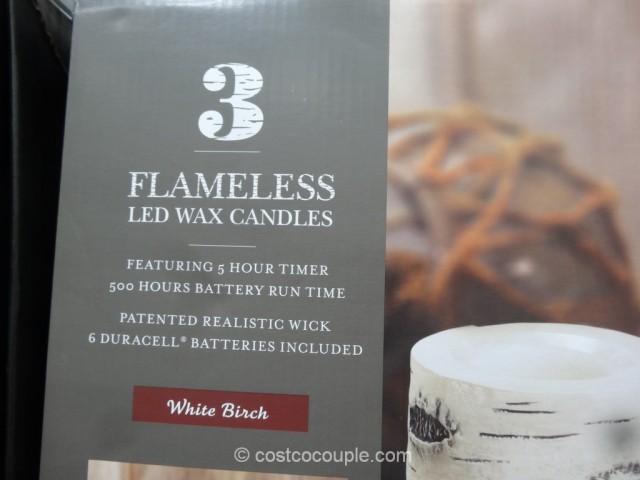 3
FLAMELESS
LED WAX CANDLES
FEATURING 5 HOUR TIMER
500 HOURS BATTERY RUN TIME
PATENTED REALISTIC WICK
6 DURACELL® BATTERIES INCLUDED
White Birch
© costcocouple.com